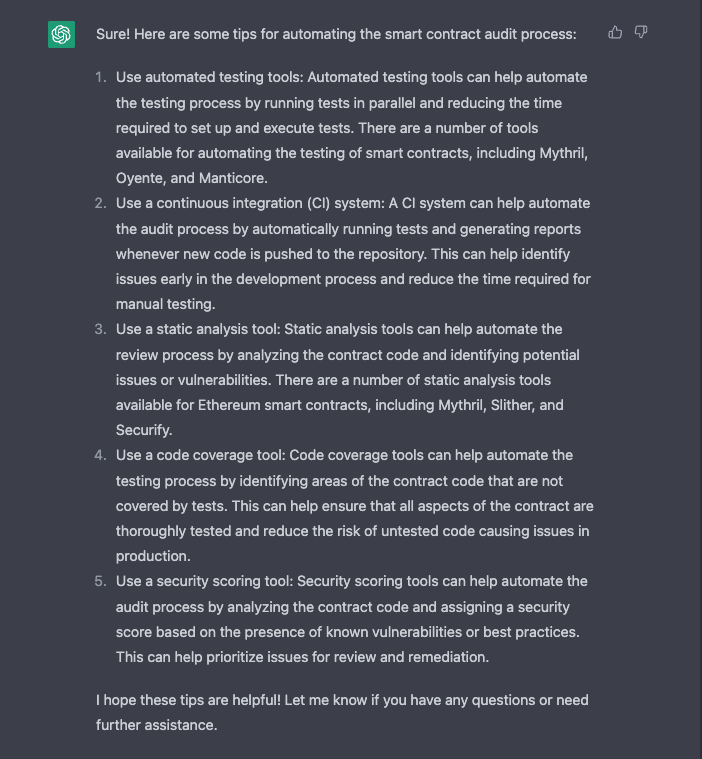 Sure! Here are some tips for automating the smart contract audit process:
1. Use automated testing tools: Automated testing tools can help automate
the testing process by running tests in parallel and reducing the time
required to set up and execute tests. There are a number of tools
available for automating the testing of smart contracts, including Mythril,
Oyente, and Manticore.
2. Use a continuous integration (CI) system: A CI system can help automate
the audit process by automatically running tests and generating reports
whenever new code is pushed to the repository. This can help identify
issues early in the development process and reduce the time required for
manual testing.
3. Use a static analysis tool: Static analysis tools can help automate the
review process by analyzing the contract code and identifying potential
issues or vulnerabilities. There are a number of static analysis tools
available for Ethereum smart contracts, including Mythril, Slither, and
Securify.
4. Use a code coverage tool: Code coverage tools can help automate the
testing process by identifying areas of the contract code that are not
covered by tests. This can help ensure that all aspects of the contract are
thoroughly tested and reduce the risk of untested code causing issues in
production.
5. Use a security scoring tool: Security scoring tools can help automate the
audit process by analyzing the contract code and assigning a security
score based on the presence of known vulnerabilities or best practices.
This can help prioritize issues for review and remediation.
I hope these tips are helpful! Let me know if you have any questions or need
further assistance.